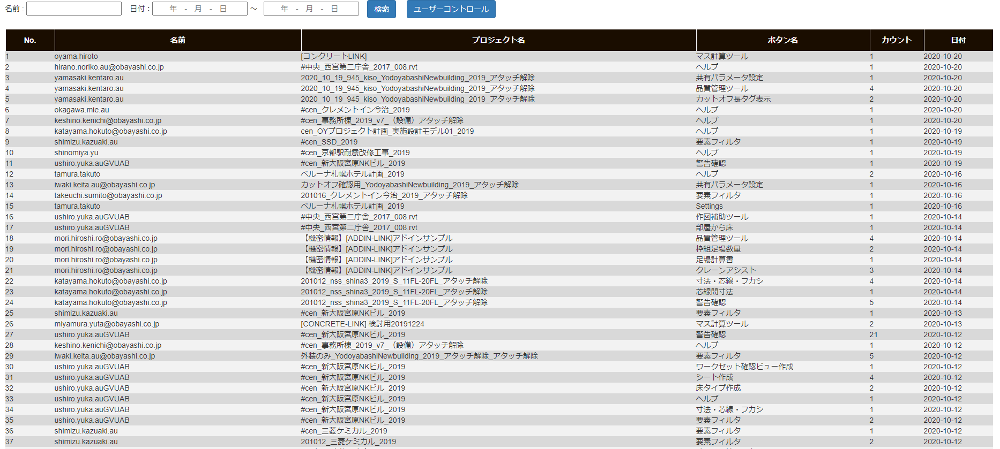 名前 : 日付 : 年 - 月 - 日 ～ 年 - 月 - 日 検索 ユーザーコントロール
No. 名前 プロジェクト名 ボタン名 カウント 日付
1 oyama.hiroto [コンクリートLINK] マス計算ツール 1 2020-10-20
2 hirano.noriko.au@obayashi.co.jp #中央_西宮第二庁舎_2017_008.rvt ヘルプ 1 2020-10-20
3 yamasaki.kentaro.au 2020_10_19_945_kiso_YodoyabashiNewbuilding_2019_アタッチ解除 共有パラメータ設定 1 2020-10-20
4 yamasaki.kentaro.au 2020_10_19_945_kiso_YodoyabashiNewbuilding_2019_アタッチ解除 品質管理ツール 4 2020-10-20
5 yamasaki.kentaro.au 2020_10_19_945_kiso_YodoyabashiNewbuilding_2019_アタッチ解除 カットオフ長タグ表示 2 2020-10-20
6 okagawa.mie.au #cen_クレメントイン今治_2019 ヘルプ 1 2020-10-20
7 keshino.kenichi@obayashi.co.jp #cen_事務所棟_2019_v7_（設備）アタッチ解除 ヘルプ 1 2020-10-20
8 katayama.hokuto@obayashi.co.jp cen_OYプロジェクト計画_実施設計モデル01_2019 ヘルプ 1 2020-10-19
9 shimizu.kazuaki.au #cen_SSD_2019 要素フィルタ 1 2020-10-19
10 shinomiya.yu #cen_京都駅耐震改修工事_2019 ヘルプ 1 2020-10-19
11 ushiro.yuka.auGVUAB #cen_新大阪宮原NKビル_2019 警告確認 1 2020-10-19
12 tamura.takuto ベルーナ札幌ホテル計画_2019 ヘルプ 2 2020-10-16
13 iwaki.keita.au@obayashi.co.jp カットオフ確認用_YodoyabashiNewbuilding_2019_アタッチ解除 共有パラメータ設定 1 2020-10-16
14 takeuchi.sumito@obayashi.co.jp 201016_クレメントイン今治_2019_アタッチ解除 要素フィルタ 1 2020-10-16
15 tamura.takuto ベルーナ札幌ホテル計画_2019 Settings 1 2020-10-16
16 ushiro.yuka.auGVUAB #中央_西宮第二庁舎_2017_008.rvt 作図補助ツール 1 2020-10-14
17 ushiro.yuka.auGVUAB #中央_西宮第二庁舎_2017_008.rvt 部屋から床 1 2020-10-14
18 mori.hiroshi.ro@obayashi.co.jp 【機密情報】[ADDIN-LINK]アドインサンプル 品質管理ツール 4 2020-10-14
19 mori.hiroshi.ro@obayashi.co.jp 【機密情報】[ADDIN-LINK]アドインサンプル 枠組足場数量 2 2020-10-14
20 mori.hiroshi.ro@obayashi.co.jp 【機密情報】[ADDIN-LINK]アドインサンプル 足場計算書 1 2020-10-14
21 mori.hiroshi.ro@obayashi.co.jp 【機密情報】[ADDIN-LINK]アドインサンプル クレーンアシスト 3 2020-10-14
22 katayama.hokuto@obayashi.co.jp 201012_nss_shina3_2019_S_11FL-20FL_アタッチ解除 寸法・芯線・フカシ 4 2020-10-14
23 katayama.hokuto@obayashi.co.jp 201012_nss_shina3_2019_S_11FL-20FL_アタッチ解除 芯線間寸法 1 2020-10-14
24 katayama.hokuto@obayashi.co.jp 201012_nss_shina3_2019_S_11FL-20FL_アタッチ解除 警告確認 5 2020-10-14
25 shimizu.kazuaki.au #cen_新大阪宮原NKビル_2019 要素フィルタ 1 2020-10-13
26 miyamura.yuta@obayashi.co.jp [CONCRETE-LINK] 検討用20191224 マス計算ツール 2 2020-10-13
27 ushiro.yuka.auGVUAB #cen_新大阪宮原NKビル_2019 警告確認 21 2020-10-12
28 keshino.kenichi@obayashi.co.jp #cen_事務所棟_2019_v7_（設備）アタッチ解除 ヘルプ 1 2020-10-12
29 iwaki.keita.au@obayashi.co.jp 外装のみ_YodoyabashiNewbuilding_2019_アタッチ解除_アタッチ解除 要素フィルタ 5 2020-10-12
30 ushiro.yuka.auGVUAB #cen_新大阪宮原NKビル_2019 ワークセット確認ビュー作成 1 2020-10-12
31 ushiro.yuka.auGVUAB #cen_新大阪宮原NKビル_2019 シート作成 4 2020-10-12
32 ushiro.yuka.auGVUAB #cen_新大阪宮原NKビル_2019 床タイプ作成 2 2020-10-12
33 ushiro.yuka.auGVUAB #cen_新大阪宮原NKビル_2019 ヘルプ 1 2020-10-12
34 ushiro.yuka.auGVUAB #cen_新大阪宮原NKビル_2019 寸法・芯線・フカシ 1 2020-10-12
35 ushiro.yuka.auGVUAB #cen_新大阪宮原NKビル_2019 要素フィルタ 2 2020-10-12
36 shimizu.kazuaki.au #cen_三菱ケミカル_2019 要素フィルタ 1 2020-10-12
37 shimizu.kazuaki.au 201012_三菱ケミカル_2019 要素フィルタ 2 2020-10-12